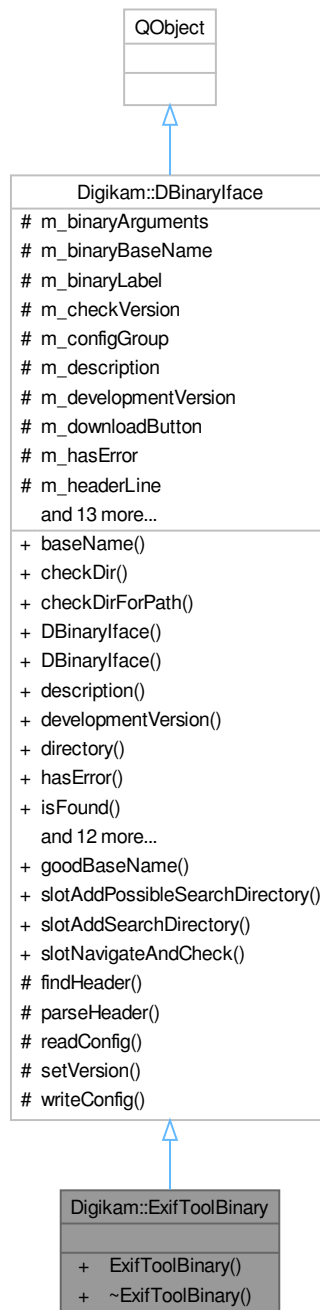 QObject
Digikam::DBinaryIface
# m_binaryArguments
# m_binaryBaseName
# m_binaryLabel
# m_checkVersion
# m_configGroup
# m_description
# m_developmentVersion
# m_downloadButton
# m_hasError
# m_headerLine
and 13 more...
+ baseName()
+ checkDir()
+ checkDirForPath()
+ DBinaryIface()
+ DBinaryIface()
+ description()
+ developmentVersion()
+ directory()
+ hasError()
+ isFound()
and 12 more...
+ goodBaseName()
+ slotAddPossibleSearchDirectory()
+ slotAddSearchDirectory()
+ slotNavigateAndCheck()
# findHeader()
# parseHeader()
# readConfig()
# setVersion()
# writeConfig()
Digikam::ExifToolBinary
+ ExifToolBinary()
+ ~ExifToolBinary()